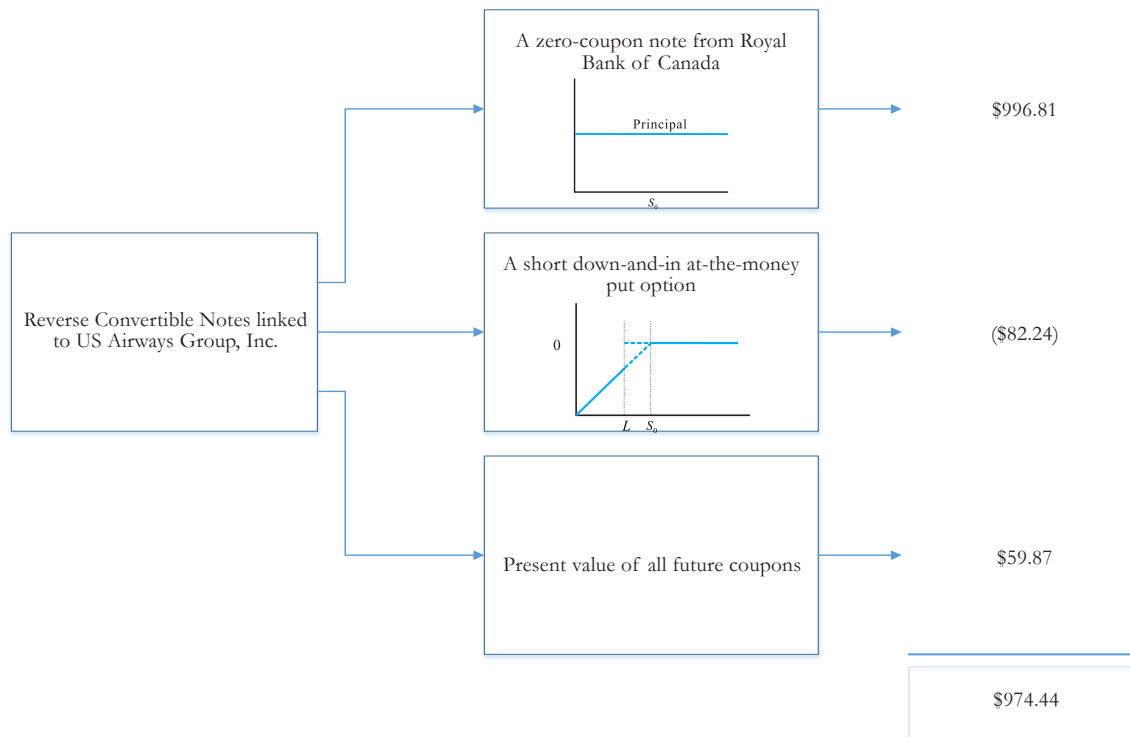 A zero-coupon note from Royal
Bank of Canada
Principal
S₀
$996.81
Reverse Convertible Notes linked
to US Airways Group, Inc.
A short down-and-in at-the-money
put option
0
L S₀
($82.24)
Present value of all future coupons
$59.87
$974.44